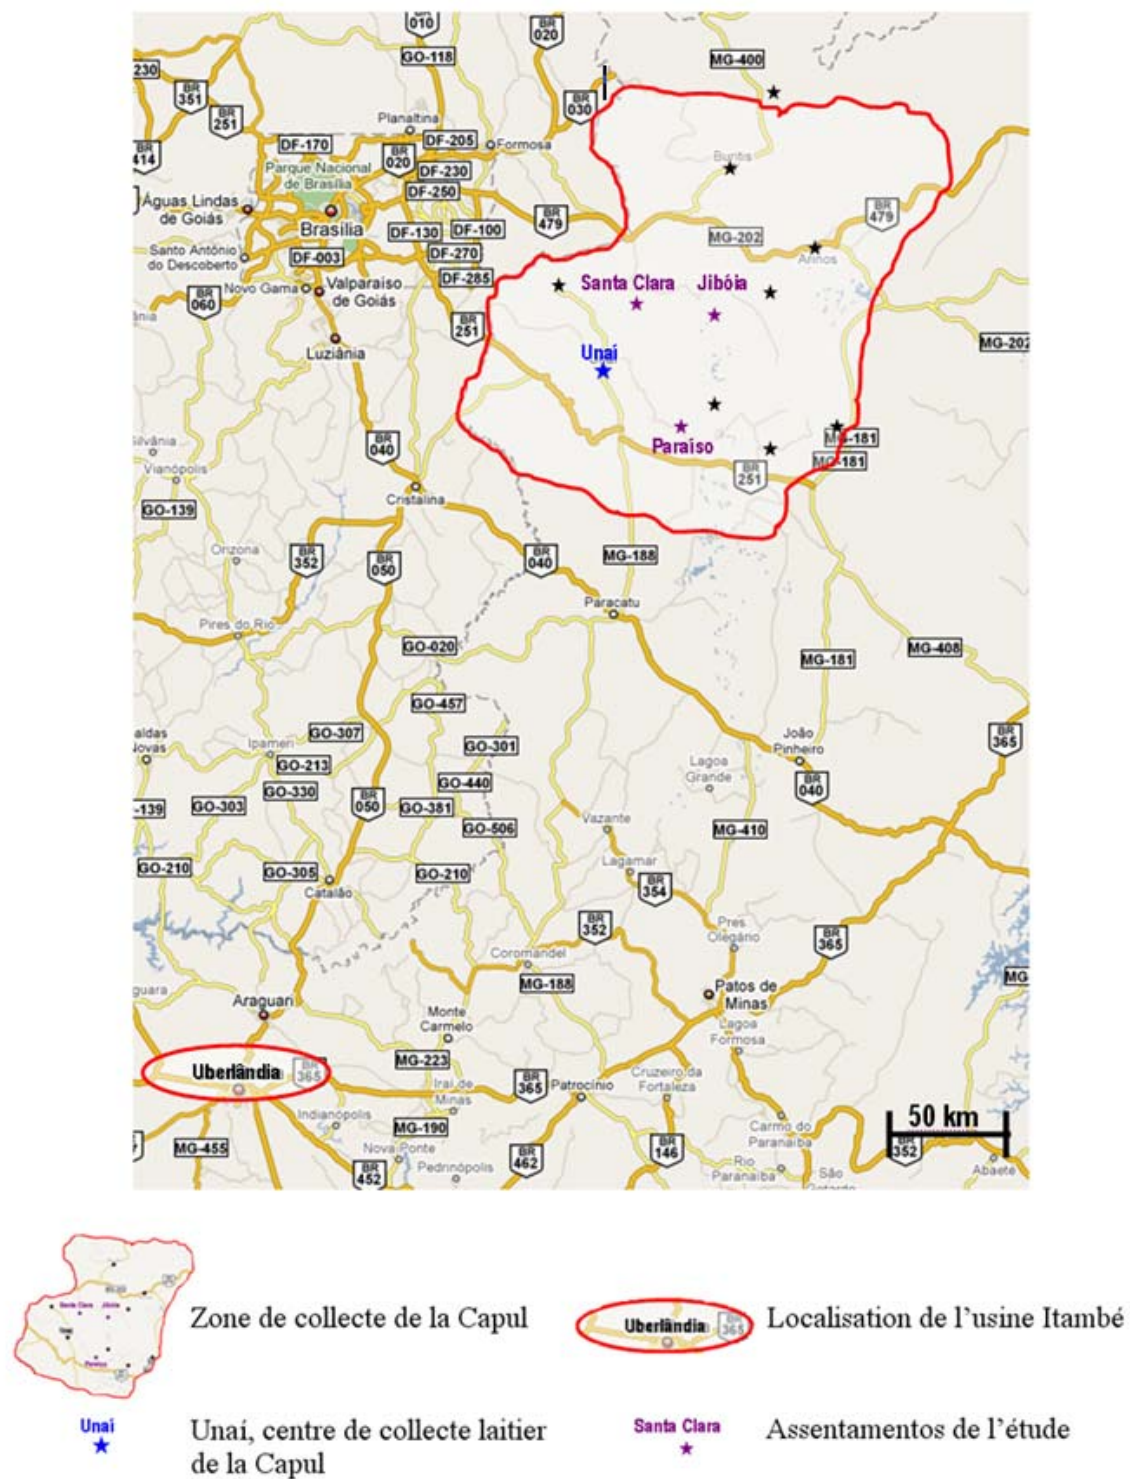 BR 010
BR 020
GO-118
MG-400
230
BR 351
BR 251
BR 030
Planaltina
DF-205
Formosa
DF-170
BR 020
BR 414
Parque Nacional
de Brasília
DF-230
DF-250
Buritis
Águas Lindas
de Goiás
Brasília
DF-130
DF-100
BR 479
MG-202
BR 479
Arinos
Santo Antônio
do Descoberto
DF-003
DF-270
DF-285
Novo Gama
Valparaíso
de Goiás
Santa Clara
Jibóia
BR 060
BR 251
Luziânia
MG-202
Unaí
Paraíso
MG-181
MG-181
BR 040
BR 251
Vianópolis
Cristalina
GO-139
Orizona
BR 352
BR 050
BR 040
MG-188
Paracatu
Pires do Rio
GO-020
MG-181
MG-408
GO-457
GO-307
GO-301
João
Pinheiro
BR 365
aldas
Novas
Ipameri
GO-213
Lagoa
Grande
GO-440
GO-330
BR 040
-139
GO-303
BR 050
GO-381
GO-506
Vazante
MG-410
GO-210
GO-305
GO-210
Lagamar
BR 354
Catalão
BR 352
Pres.
Olegário
BR 365
Coromandel
MG-188
MG
Patos de
Minas
Araguari
Monte
Carmelo
Lagoa
Formosa
Uberlândia
BR 365
MG-223
Iraí de
Minas
BR 365
Patrocínio
Cruzeiro da
Fortaleza
Indianópolis
MG-190
50 km
Carmo do
Paranaíba
MG-455
Nova Ponte
BR 452
Pedrinópolis
BR 462
BR 146
Rio
Paranaíba
São
BR 352
Abaete
Zone de collecte de la Capul
Uberlândia
365
Localisation de l'usine Itambé
Unaí
Unaí, centre de collecte laitier
de la Capul
Santa Clara
Assentamentos de l'étude